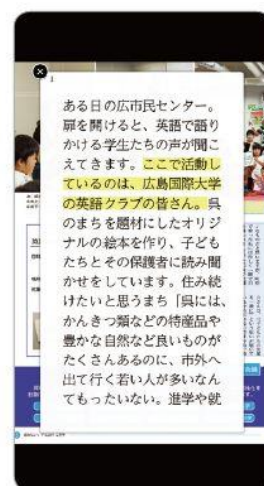 ある日の広市民センター。
扉を開けると、英語で語り
かける学生たちの声が聞こ
えてきます。ここで活動し
ているのは、広島国際大学
の英語クラブの皆さん。呉
のまちを題材にしたオリジ
ナルの絵本を作り、子ども
たちとその保護者に読み聞
かせをしています。住み続
けたいと思うまち「呉には、
かんきつ類などの特産品や
豊かな自然など良いものが
たくさんあるのに、市外へ
出て行く若い人が多いなん
てもったいない。進学や就